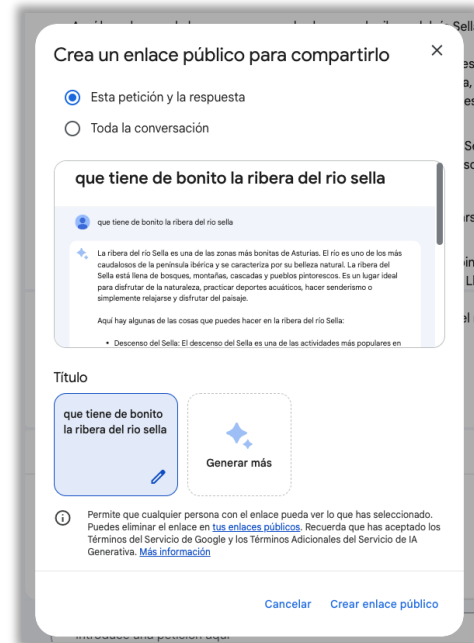 Crea un enlace público para compartirlo
Esta petición y la respuesta
Toda la conversación
que tiene de bonito la ribera del rio sella
que tiene de bonito la ribera del rio sella
La ribera del río Sella es una de las zonas más bonitas de Asturias. El río es uno de los más
caudalosos de la península ibérica y se caracteriza por su belleza natural. La ribera del
Sella está llena de bosques, montañas, cascadas y pueblos pintorescos. Es un lugar ideal
para disfrutar de la naturaleza, practicar deportes acuáticos, hacer senderismo o
simplemente relajarse y disfrutar del paisaje.
Aquí hay algunas de las cosas que puedes hacer en la ribera del río Sella:
• Descenso del Sella: El descenso del Sella es una de las actividades más populares en
Título
que tiene de bonito
la ribera del rio sella
Generar más
Permite que cualquier persona con el enlace pueda ver lo que has seleccionado.
Puedes eliminar el enlace en tus enlaces públicos. Recuerda que has aceptado los
Términos del Servicio de Google y los Términos Adicionales del Servicio de IA
Generativa. Más información
Cancelar Crear enlace público
Introduce una petición aquí